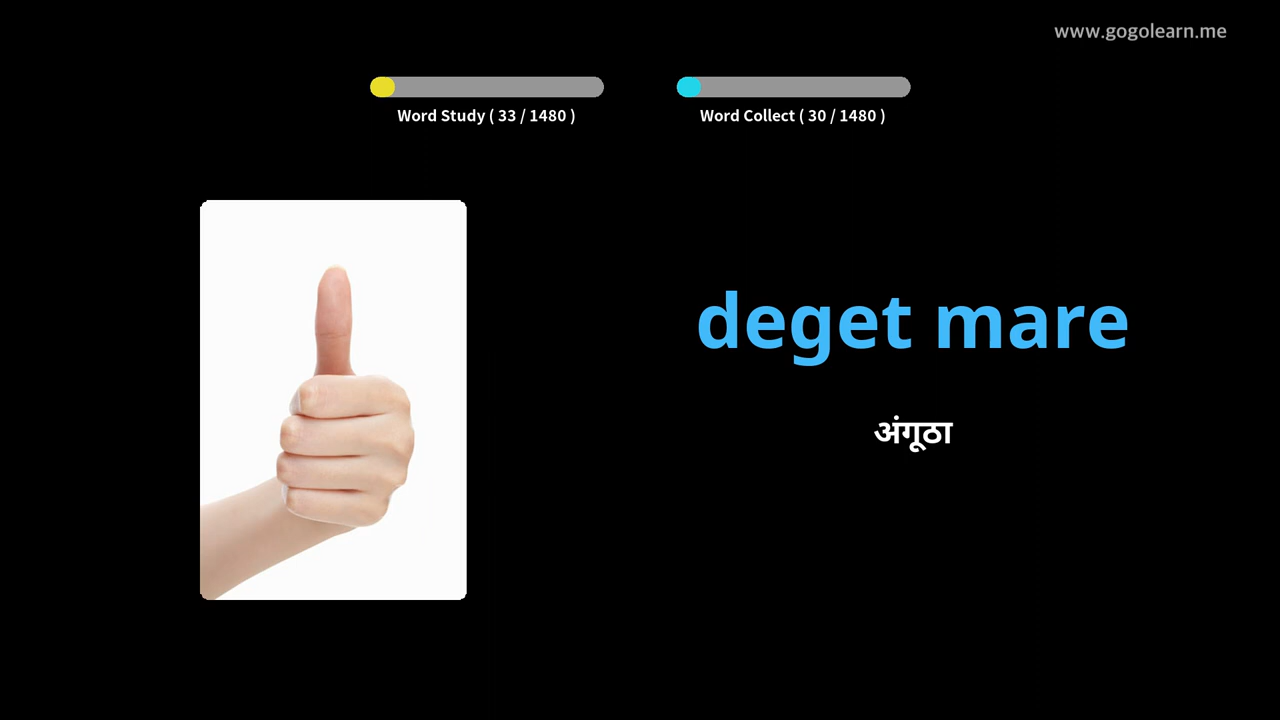 www.gogolearn.me
Word Study ( 33 / 1480 )
Word Collect ( 30 / 1480 )
deget mare
अंगूठा